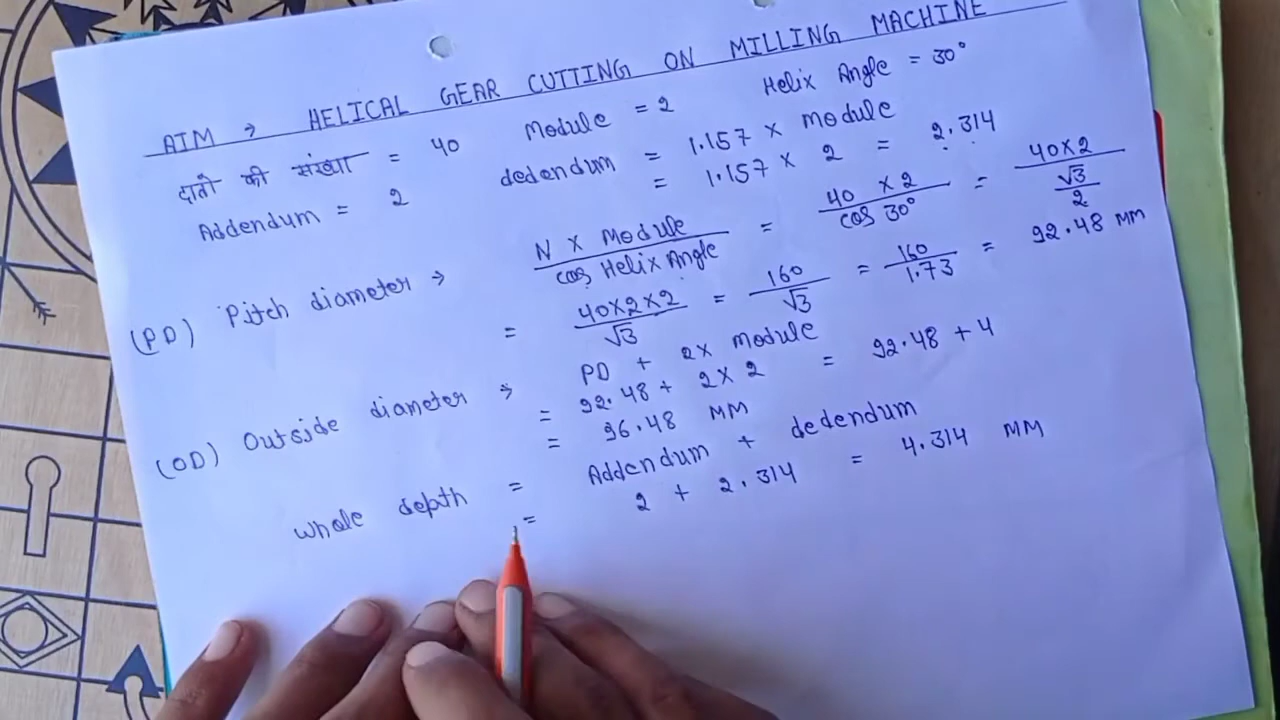 AIM → HELICAL GEAR CUTTING ON MILLING MACHINE
दातो की संख्या = 40 Module = 2 Helix Angle = 30°
Addendum = 2 dedendum = 1.157 × Module
= 1.157 × 2 = 2.314
(PD) Pitch diameter → N × Module / cos Helix Angle = 40 × 2 / cos 30° = 40×2 / √3/2
= 40×2×2 / √3 = 160 / √3 = 160 / 1.73 = 92.48 MM
(OD) Outside diameter → PD + 2× Module
= 92.48 + 2×2 = 92.48 + 4
= 96.48 MM
Whole depth = Addendum + dedendum
= 2 + 2.314 = 4.314 MM